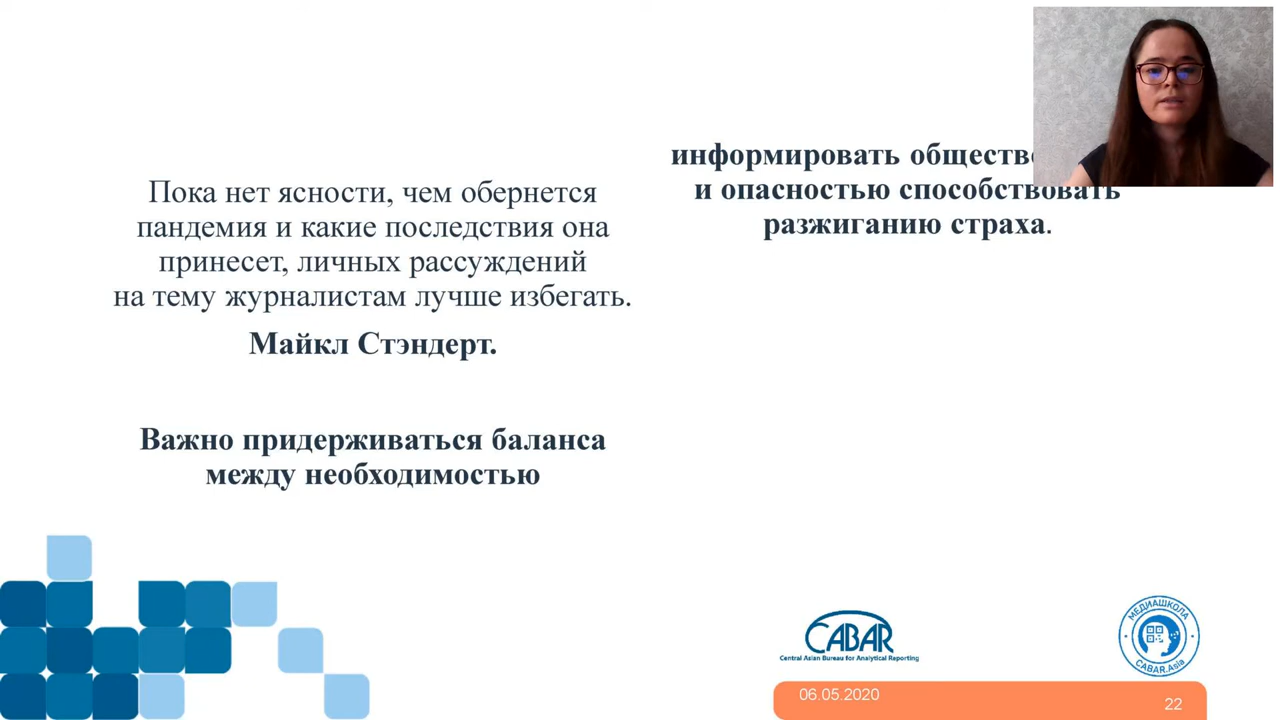 Пока нет ясности, чем обернется
пандемия и какие последствия она
принесет, личных рассуждений
на тему журналистам лучше избегать.
Майкл Стэндерт.
Важно придерживаться баланса
между необходимостью
информировать
и опасностью способствовать
разжиганию страха.
CABAR
Central Asian Bureau for Analytical Reporting
МЕДИАШКОЛА
CABAR.Asia
06.05.2020
22